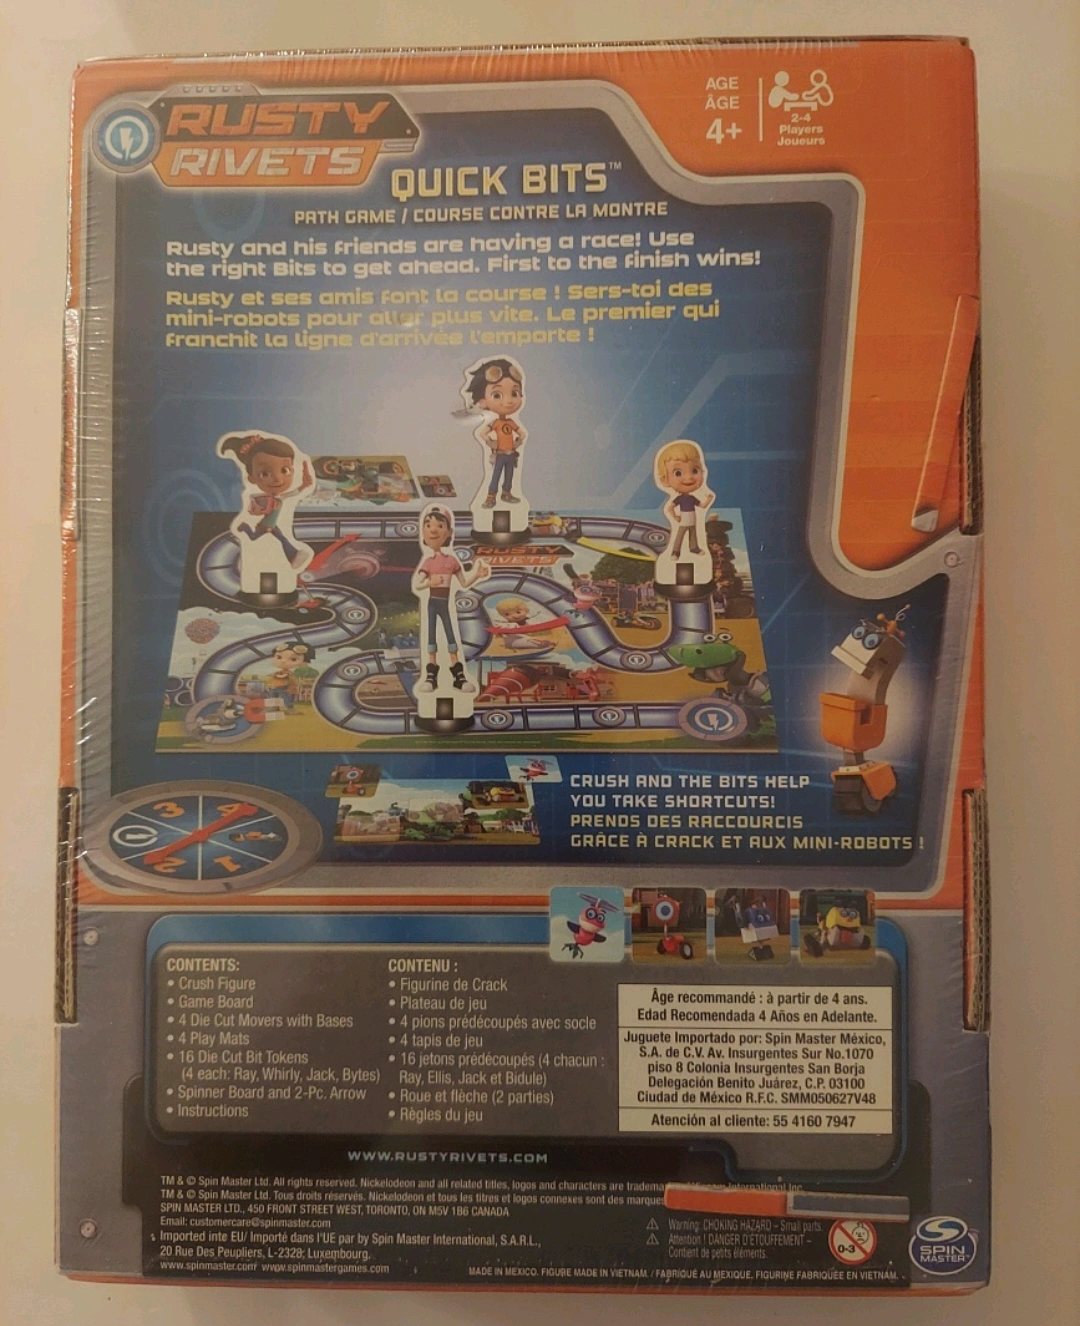 RUSTY
RIVETS
AGE
ÂGE
4+
2-4
Players
Joueurs
QUICK BITS™
PATH GAME / COURSE CONTRE LA MONTRE
Rusty and his friends are having a race! Use
the right Bits to get ahead. First to the finish wins!
Rusty et ses amis font la course ! Sers-toi des
mini-robots pour aller plus vite. Le premier qui
franchit la ligne d'arrivée l'emporte !
RUSTY
RIVETS
3
4
2
1
CRUSH AND THE BITS HELP
YOU TAKE SHORTCUTS!
PRENDS DES RACCOURCIS
GRÂCE À CRACK ET AUX MINI-ROBOTS !
CONTENTS:
• Crush Figure
• Game Board
• 4 Die Cut Movers with Bases
• 4 Play Mats
• 16 Die Cut Bit Tokens
(4 each: Ray, Whirly, Jack, Bytes)
• Spinner Board and 2-Pc. Arrow
• Instructions
CONTENU :
• Figurine de Crack
• Plateau de jeu
• 4 pions prédécoupés avec socle
• 4 tapis de jeu
• 16 jetons prédécoupés (4 chacun :
Ray, Ellis, Jack et Bidule)
• Roue et flèche (2 parties)
• Règles du jeu
Âge recommandé : à partir de 4 ans.
Edad Recomendada 4 Años en Adelante.
Juguete Importado por: Spin Master México,
S.A. de C.V. Av. Insurgentes Sur No.1070
piso 8 Colonia Insurgentes San Borja
Delegación Benito Juárez, C.P. 03100
Ciudad de México R.F.C. SMM050627V48
Atención al cliente: 55 4160 7947
WWW.RUSTYRIVETS.COM
TM & © Spin Master Ltd. All rights reserved. Nickelodeon and all related titles, logos and characters are tradema International Inc.
TM & © Spin Master Ltd. Tous droits réservés. Nickelodeon et tous les titres et logos connexes sont des marques
SPIN MASTER LTD., 450 FRONT STREET WEST, TORONTO, ON M5V 1B6 CANADA
Email: customercare@spinmaster.com
Imported inte EU/ Importé dans l'UE par by Spin Master International, S.A.R.L.,
20 Rue Des Peupliers, L-2328; Luxembourg.
www.spinmaster.com www.spinmastergames.com
Warning: CHOKING HAZARD – Small parts.
Attention ! DANGER D'ÉTOUFFEMENT –
Contient de petits éléments.
0-3
SPIN
MASTER™
MADE IN MEXICO. FIGURE MADE IN VIETNAM. / FABRIQUÉ AU MEXIQUE. FIGURINE FABRIQUÉE EN VIETNAM.